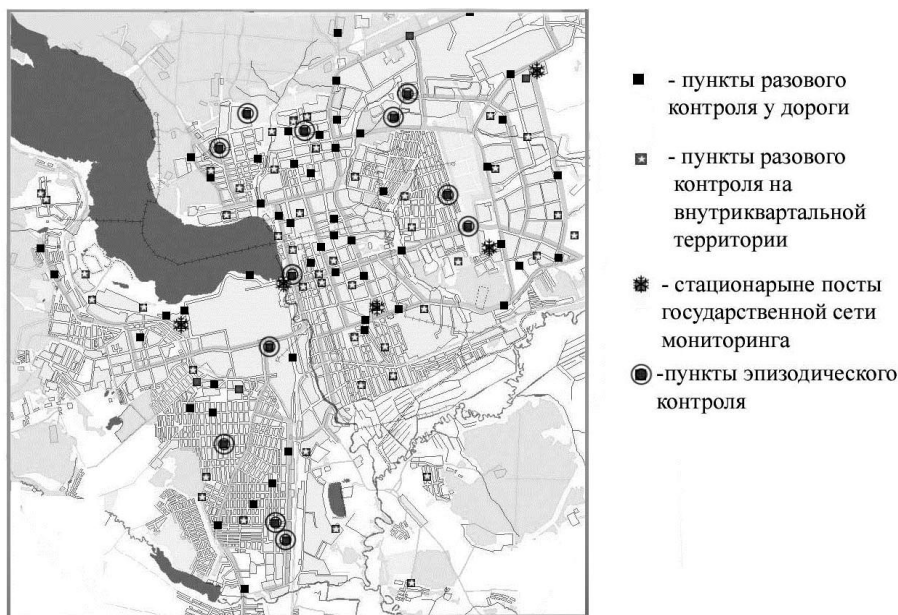 - пункты разового
контроля у дороги
- пункты разового
контроля на
внутриквартальной
территории
- стационарыне посты
государственной сети
мониторинга
-пункты эпизодического
контроля